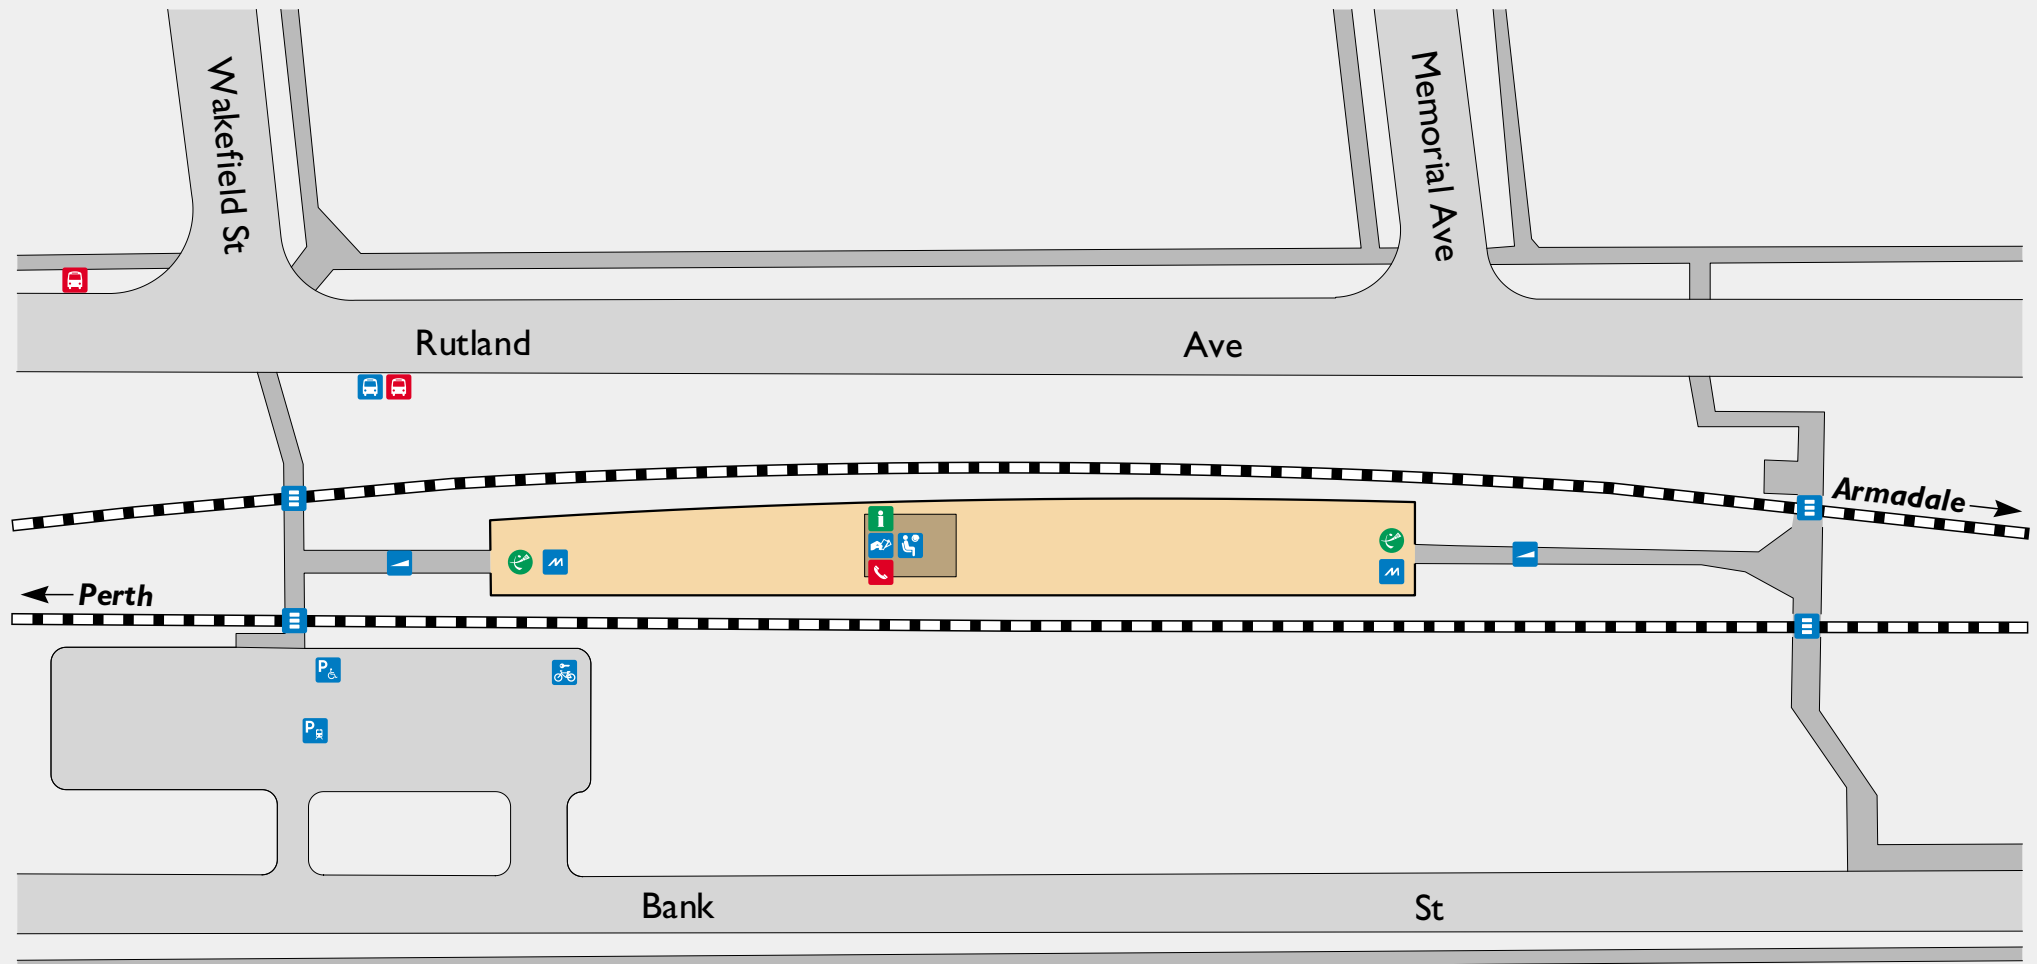 Wakefield St
Memorial Ave
Rutland Ave
Armadale
i
Perth
P
P
Bank St